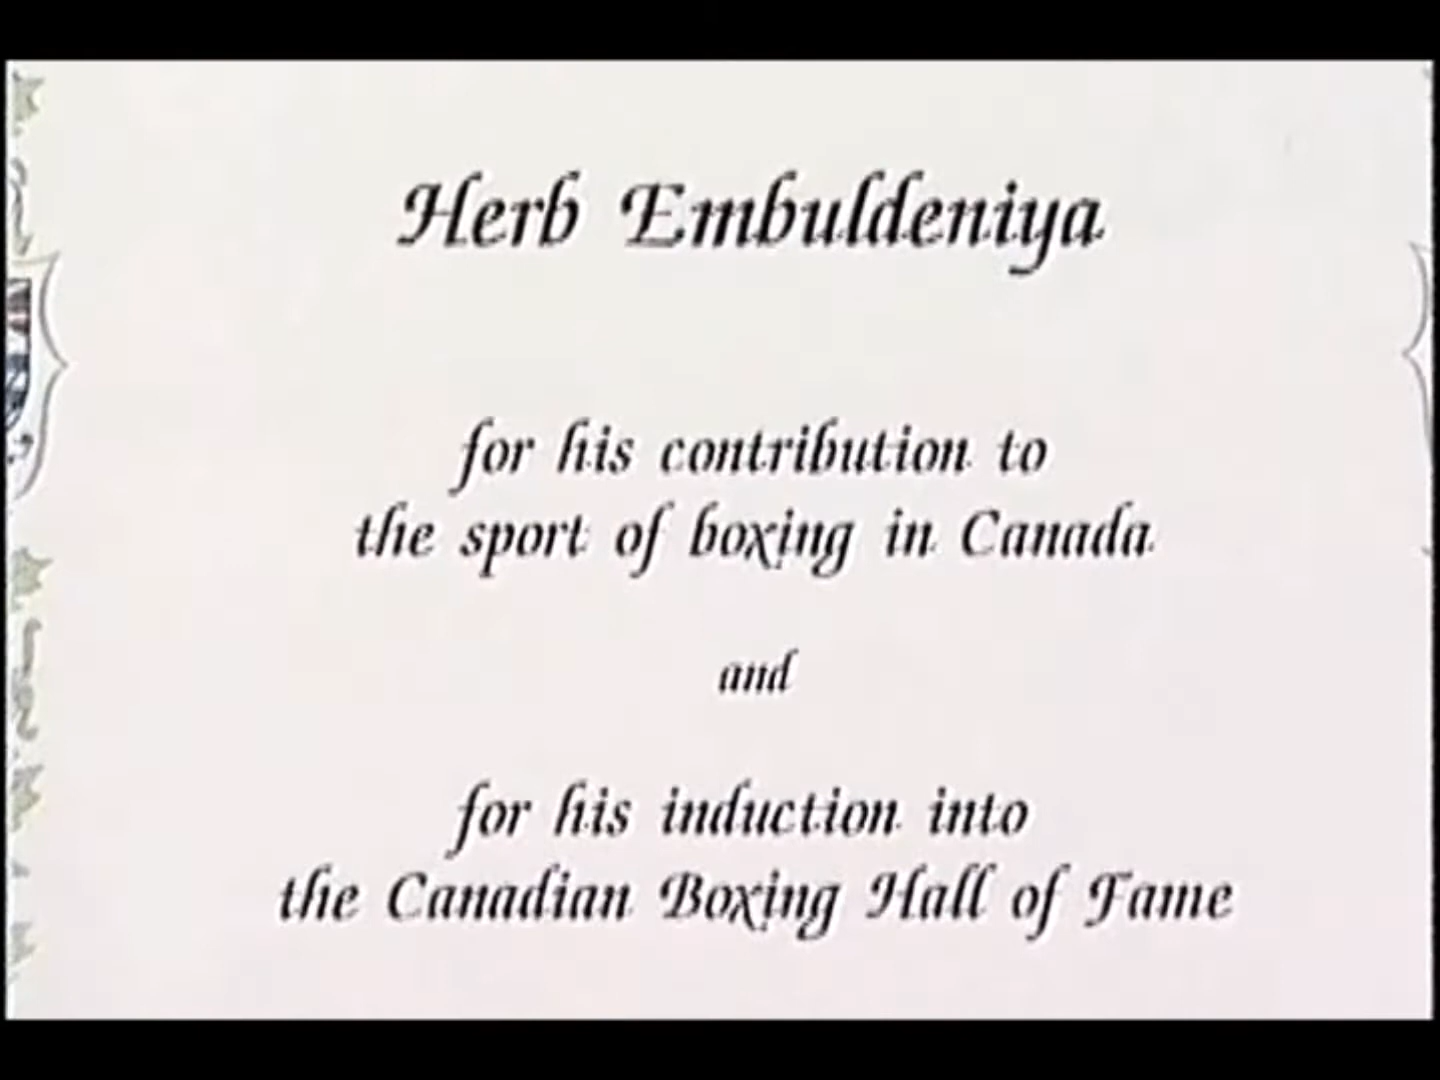 Herb Embuldeniya
for his contribution to
the sport of boxing in Canada
and
for his induction into
the Canadian Boxing Hall of Fame